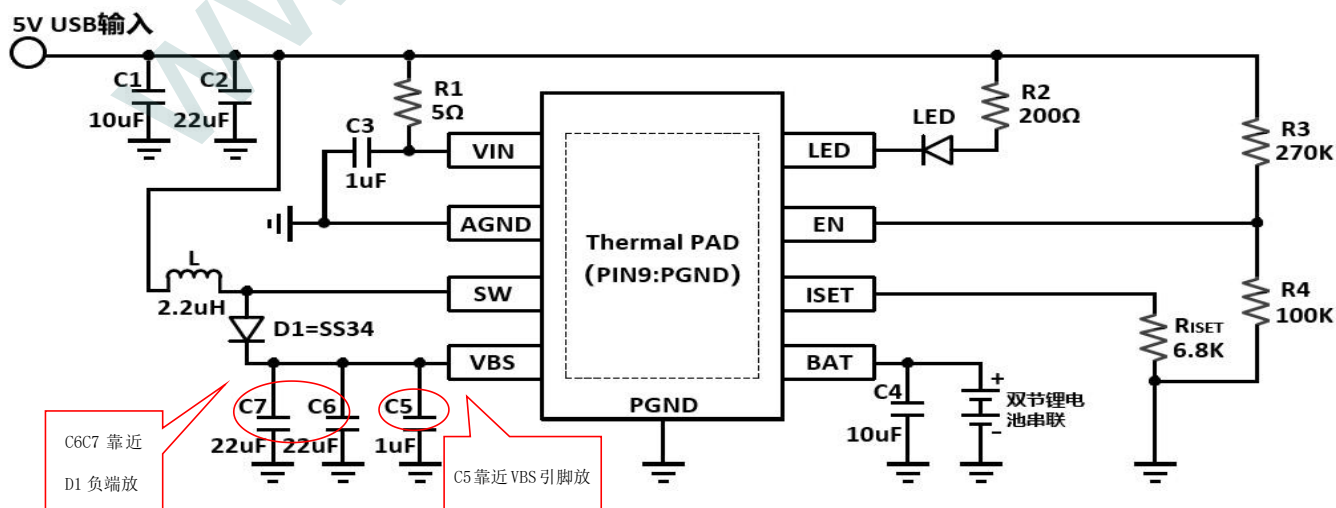 5V USB输入
C1
10uF
C2
22uF
R1
5Ω
C3
1uF
VIN
AGND
SW
VBS
L
2.2uH
D1=SS34
C7
22uF
C6
22uF
C5
1uF
C6C7 靠近
D1 负端放
C5靠近VBS引脚放
Thermal PAD
(PIN9:PGND)
PGND
LED
EN
ISET
BAT
LED
R2
200Ω
R3
270K
R4
100K
RISET
6.8K
C4
10uF
+
双节锂电
池串联
-